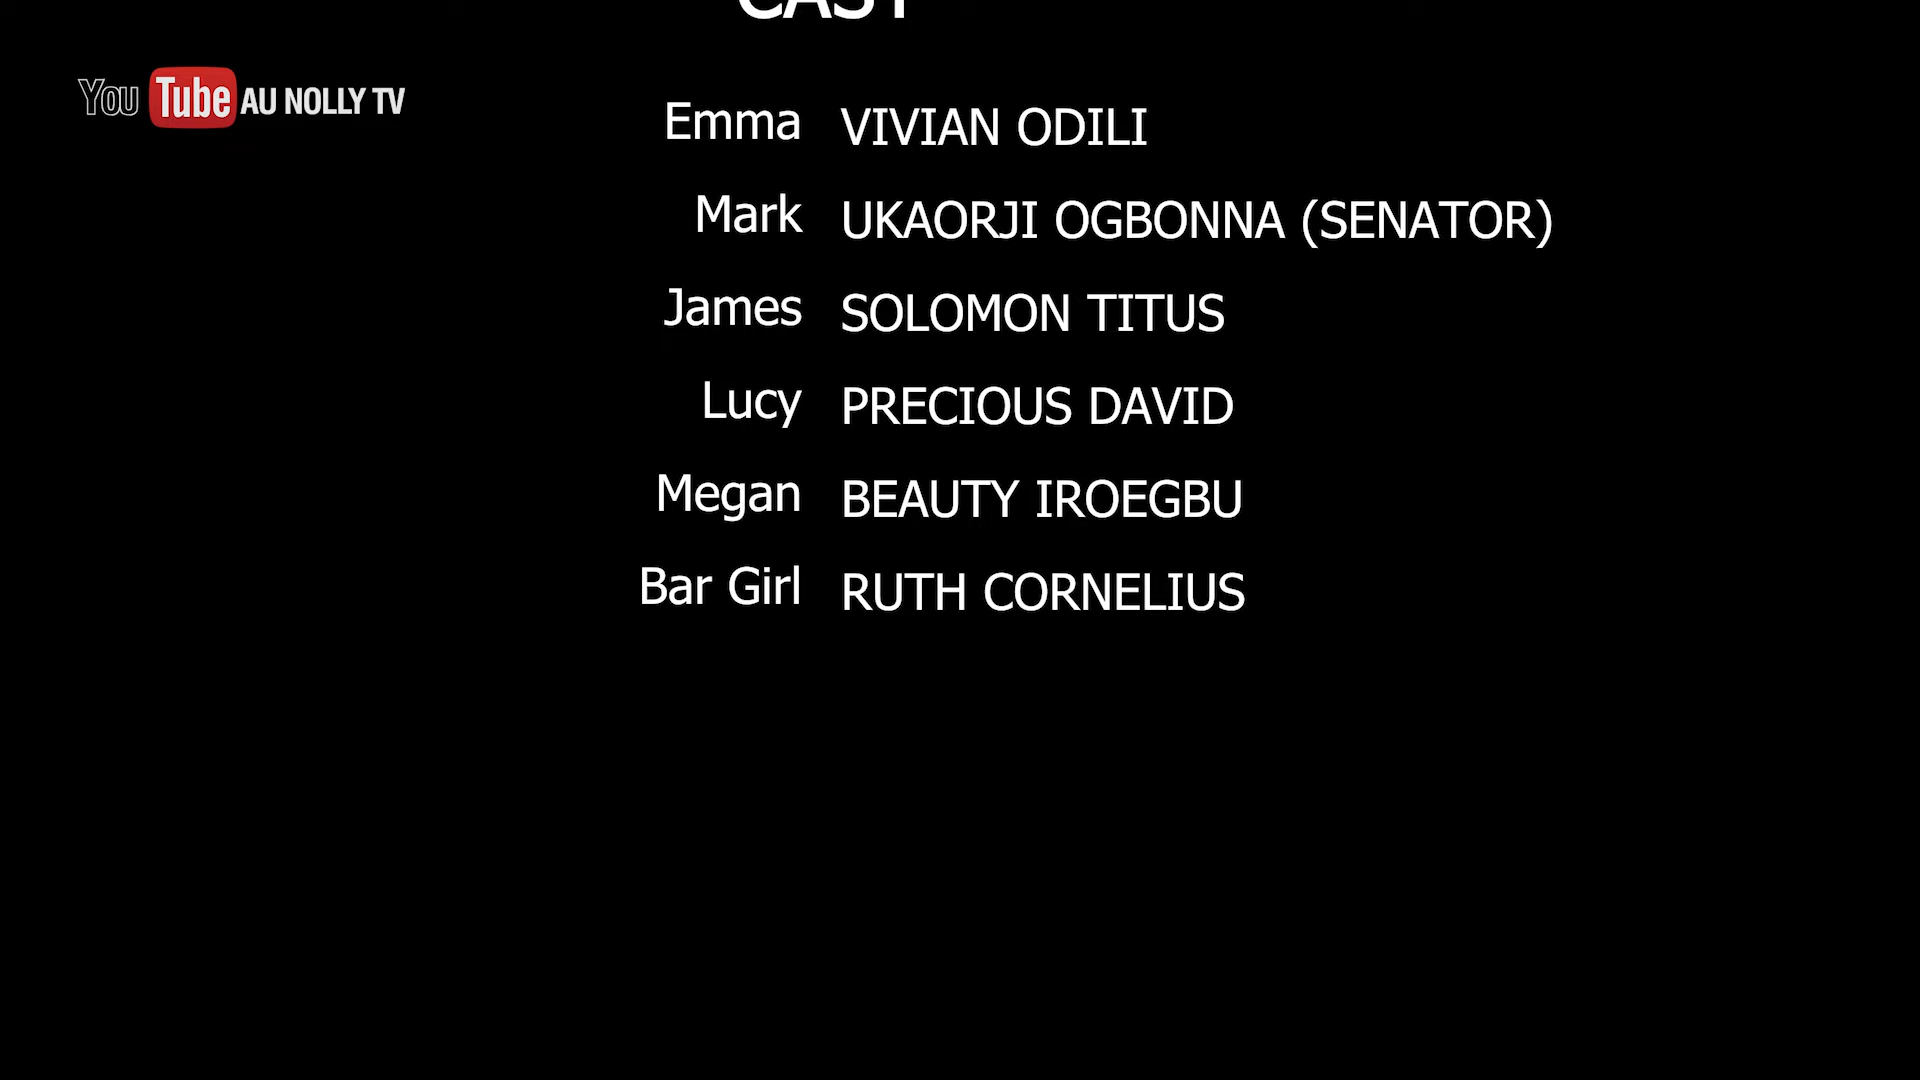 CAST
You Tube AU NOLLY TV
Emma VIVIAN ODILI
Mark UKAORJI OGBONNA (SENATOR)
James SOLOMON TITUS
Lucy PRECIOUS DAVID
Megan BEAUTY IROEGBU
Bar Girl RUTH CORNELIUS